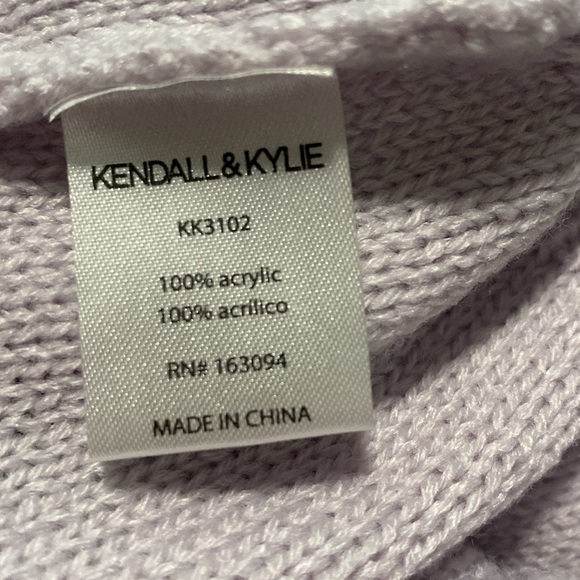 KENDALL&KYLIE
KK3102
100% acrylic
100% acrilico
RN# 163094
MADE IN CHINA